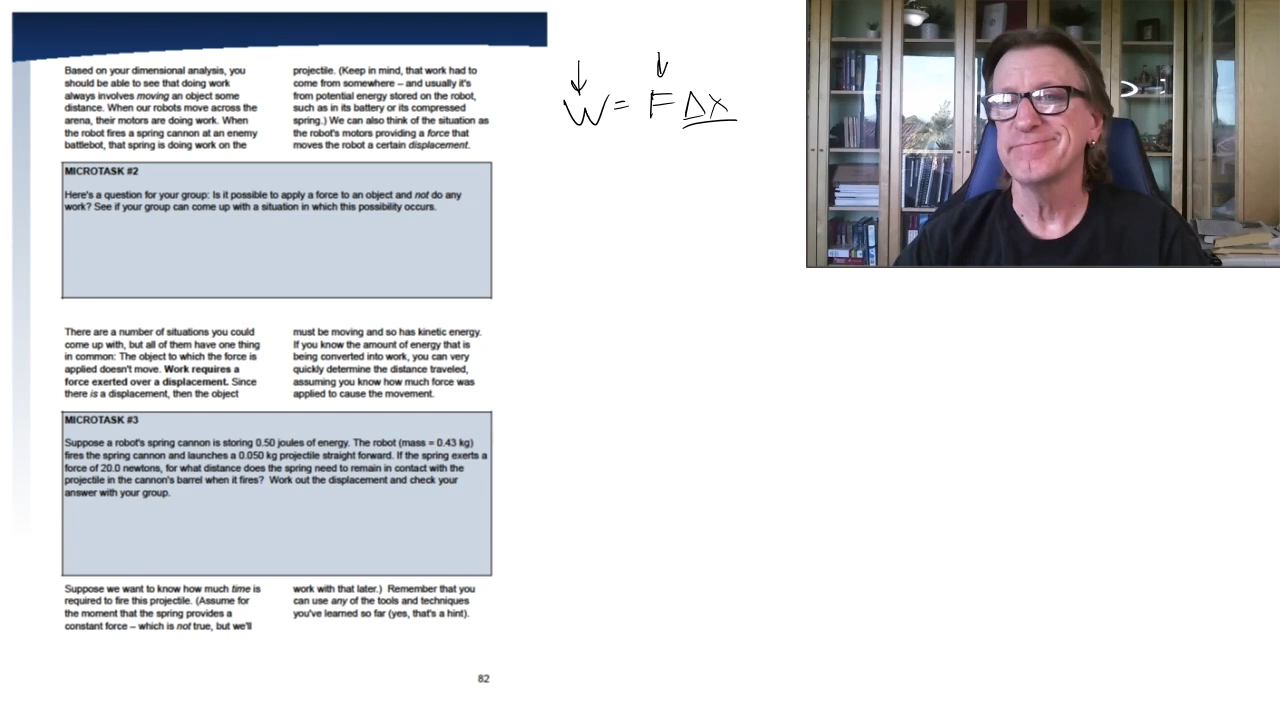 Based on your dimensional analysis, you
should be able to see that doing work
always involves moving an object some
distance. When our robots move across the
arena, their motors are doing work. When
the robot fires a spring cannon at an enemy
battlebot, that spring is doing work on the
projectile. (Keep in mind, that work had to
come from somewhere – and usually it's
from potential energy stored on the robot,
such as in its battery or its compressed
spring.) We can also think of the situation as
the robot's motors providing a force that
moves the robot a certain displacement.
W = F Δx
MICROTASK #2
Here's a question for your group: Is it possible to apply a force to an object and not do any
work? See if your group can come up with a situation in which this possibility occurs.
There are a number of situations you could
come up with, but all of them have one thing
in common: The object to which the force is
applied doesn't move. Work requires a
force exerted over a displacement. Since
there is a displacement, then the object
must be moving and so has kinetic energy.
If you know the amount of energy that is
being converted into work, you can very
quickly determine the distance traveled,
assuming you know how much force was
applied to cause the movement.
MICROTASK #3
Suppose a robot's spring cannon is storing 0.50 joules of energy. The robot (mass = 0.43 kg)
fires the spring cannon and launches a 0.050 kg projectile straight forward. If the spring exerts a
force of 20.0 newtons, for what distance does the spring need to remain in contact with the
projectile in the cannon's barrel when it fires? Work out the displacement and check your
answer with your group.
Suppose we want to know how much time is
required to fire this projectile. (Assume for
the moment that the spring provides a
constant force – which is not true, but we'll
work with that later.) Remember that you
can use any of the tools and techniques
you've learned so far (yes, that's a hint).
82